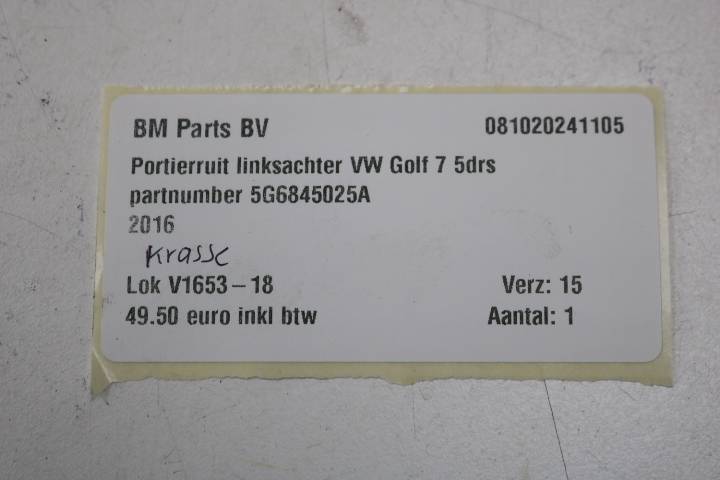 BM Parts BV 081020241105
Portierruit linksachter VW Golf 7 5drs
partnumber 5G6845025A
2016
krasse
Lok V1653-18 Verz: 15
49.50 euro inkl btw Aantal: 1